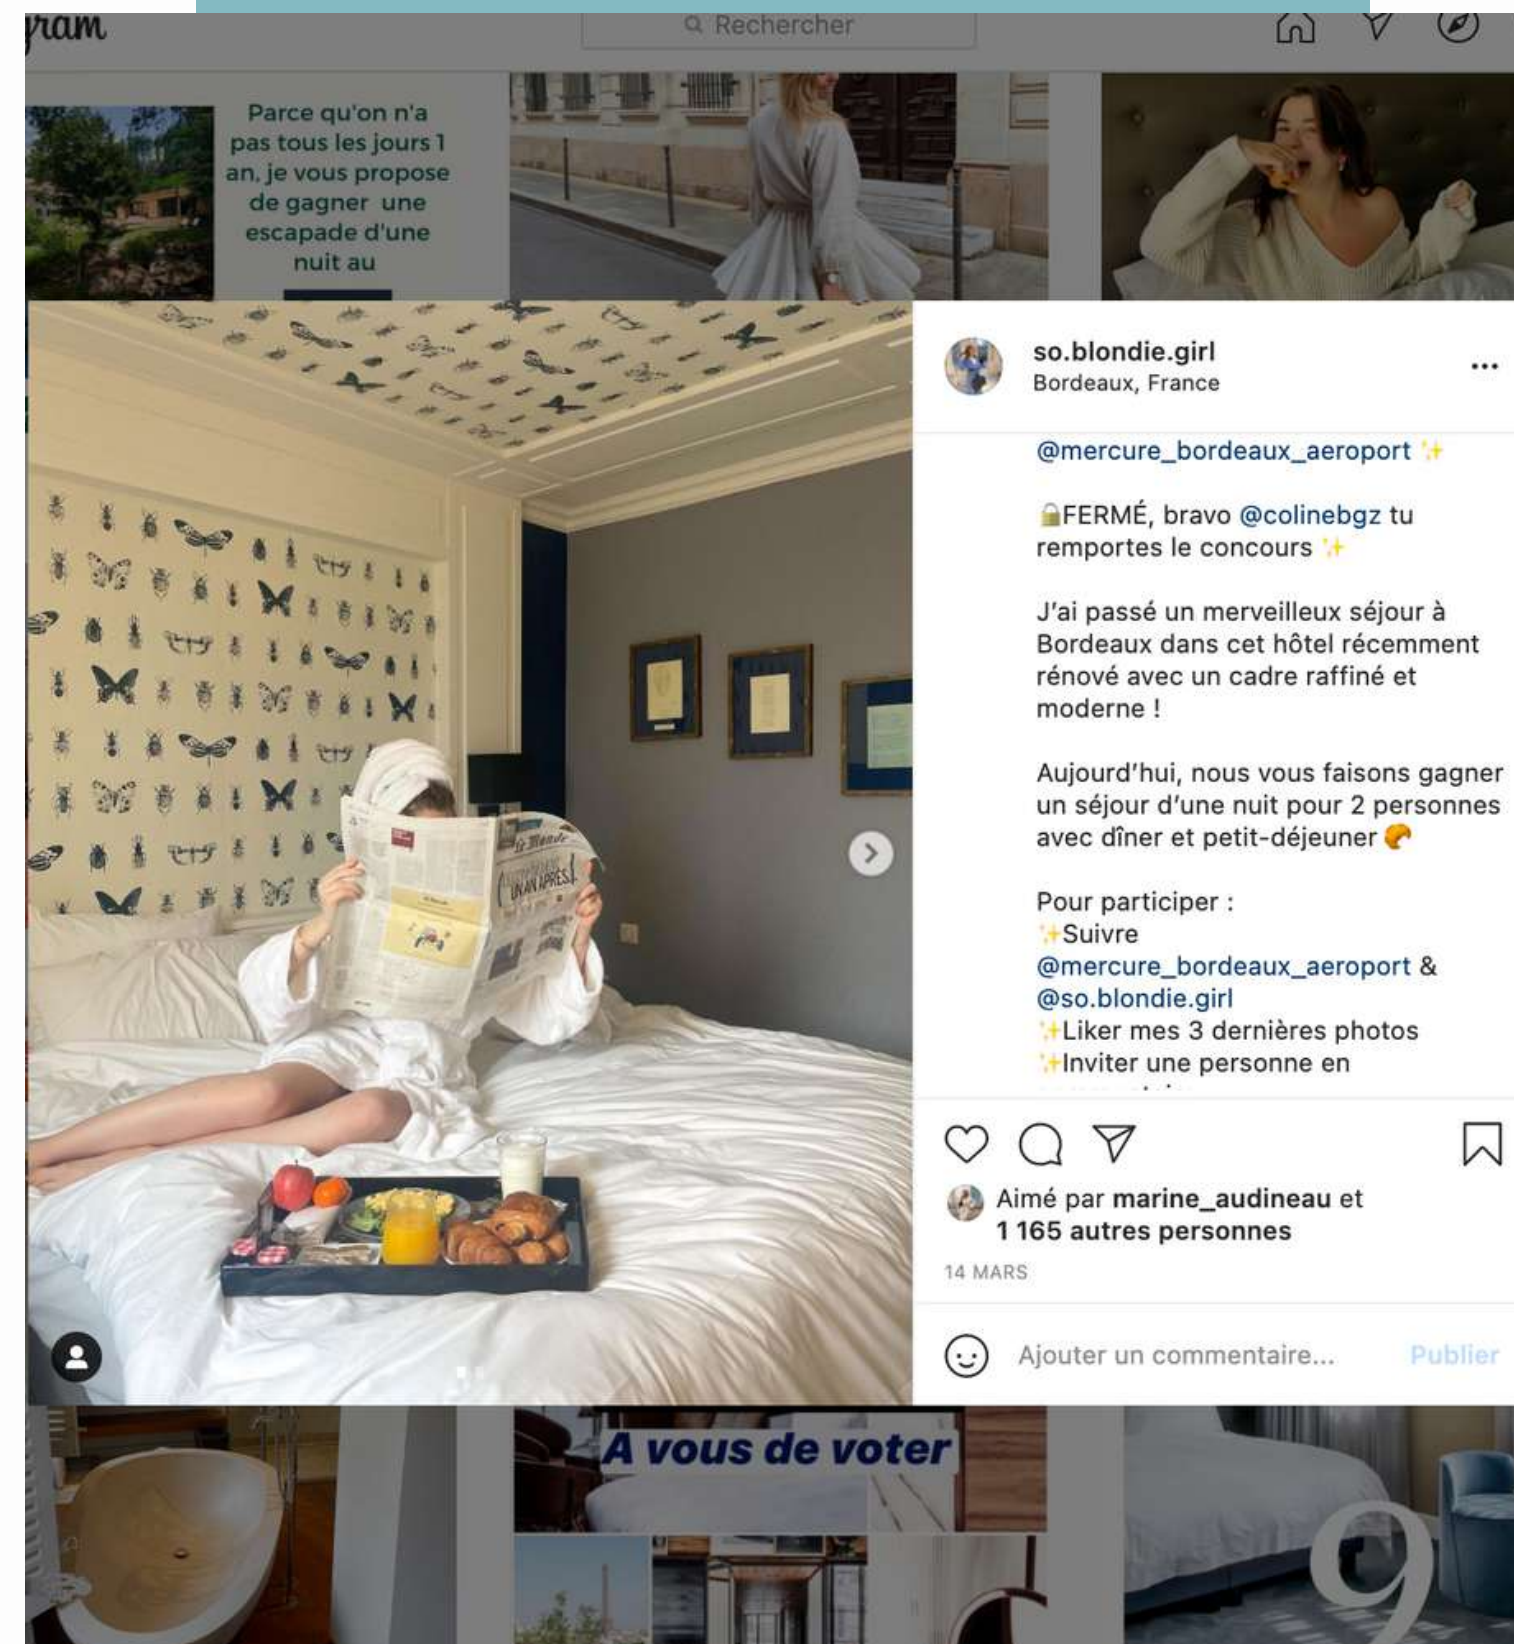 gram
Rechercher
Parce qu'on n'a
pas tous les jours 1
an, je vous propose
de gagner une
escapade d'une
nuit au
so.blondie.girl
Bordeaux, France
@mercure_bordeaux_aeroport ✨
🔒FERMÉ, bravo @colinebgz tu
remportes le concours ✨
J'ai passé un merveilleux séjour à
Bordeaux dans cet hôtel récemment
rénové avec un cadre raffiné et
moderne !
Aujourd'hui, nous vous faisons gagner
un séjour d'une nuit pour 2 personnes
avec dîner et petit-déjeuner 🥐
Pour participer :
✨Suivre
@mercure_bordeaux_aeroport &
@so.blondie.girl
✨Liker mes 3 dernières photos
✨Inviter une personne en
Le Monde
UN AN APRÈS
Aimé par marine_audineau et
1 165 autres personnes
14 MARS
Ajouter un commentaire...
Publier
A vous de voter
9